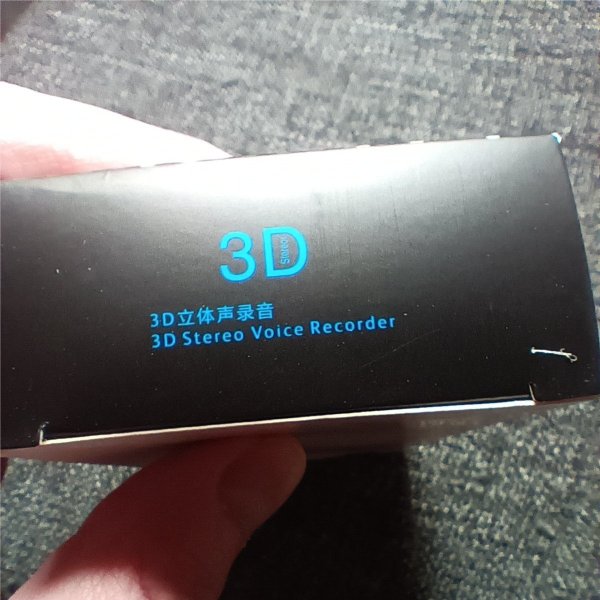 3D
Stereo
3D立体声录音
3D Stereo Voice Recorder